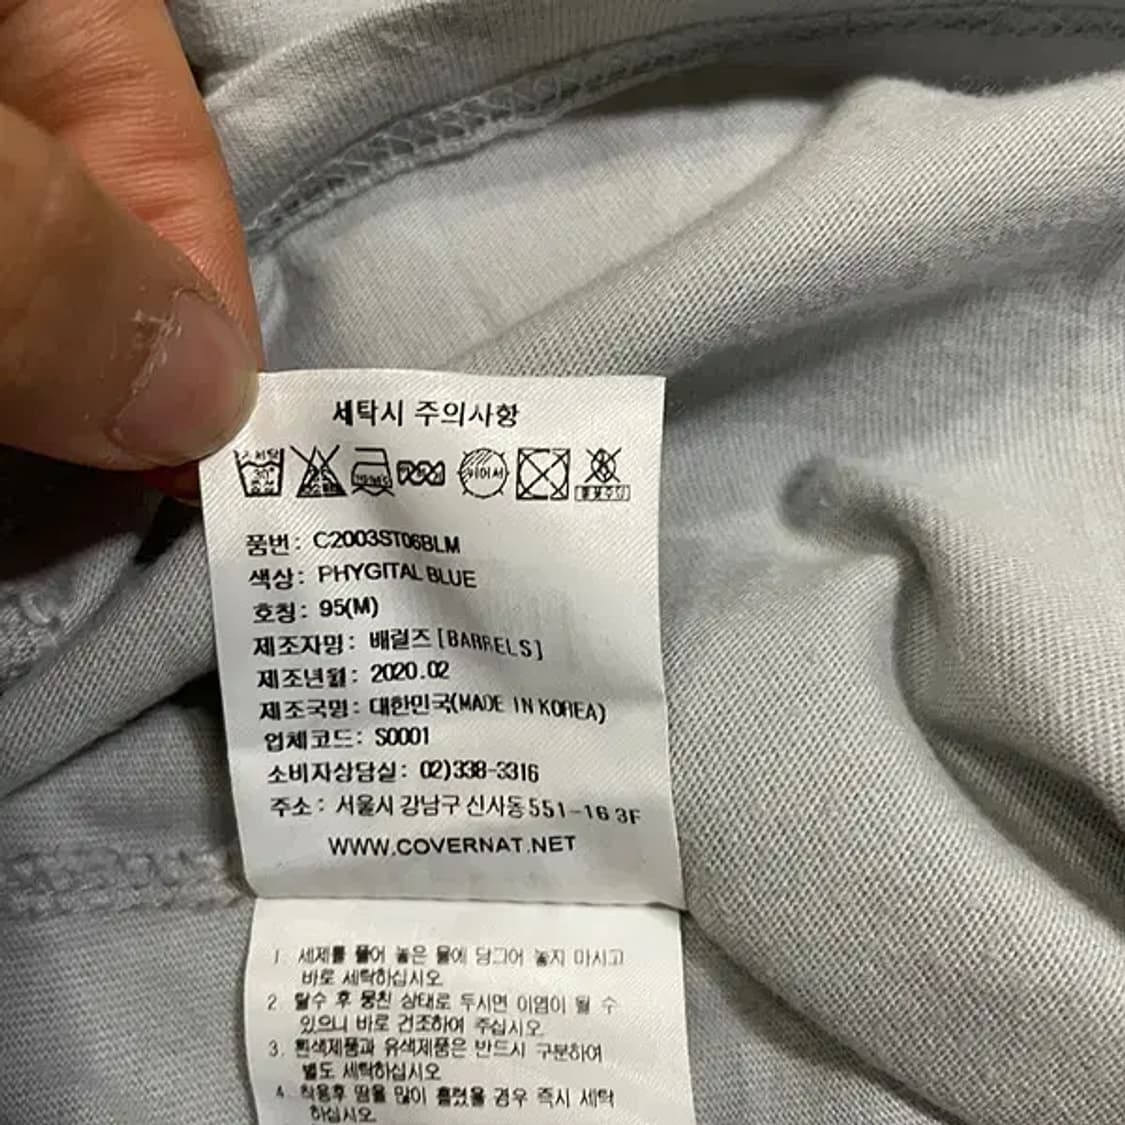 세탁시 주의사항
30°
중성
뉘어서
품번: C2003ST06BLM
색상: PHYGITAL BLUE
호칭: 95(M)
제조자명: 배럴즈 [BARRELS]
제조년월: 2020.02
제조국명: 대한민국(MADE IN KOREA)
업체코드: S0001
소비자상담실: 02)338-3316
주소: 서울시 강남구 신사동 551-16 3F
WWW.COVERNAT.NET
1. 세제를 풀어 놓은 물에 담그어 놓지 마시고
바로 세탁하십시오
2. 탈수 후 뭉친 상태로 두시면 이염이 될 수
있으니 바로 건조하여 주십시오
3. 흰색제품과 유색제품은 반드시 구분하여
별도 세탁하십시오
4. 착용후 땀을 많이 흘렸을 경우 즉시 세탁
하십시오